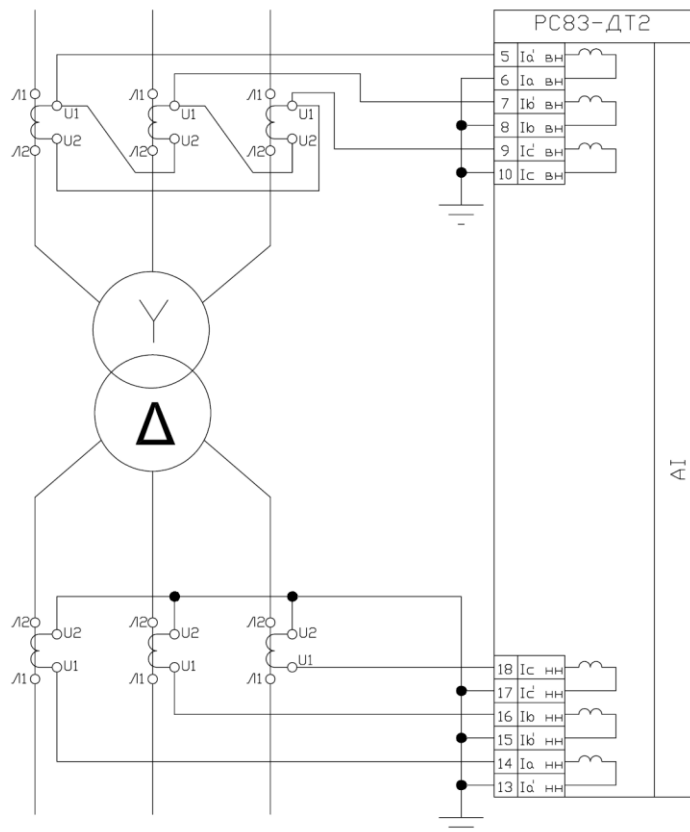 РС83-ДТ2
5 Ia' вн
6 Ia вн
7 Ib' вн
8 Ib вн
9 Ic' вн
10 Ic вн
Л1 Л1 Л1
U1 U1 U1
U2 U2 U2
Л2 Л2 Л2
Y
Δ
AI
Л2 Л2 Л2
U2 U2 U2
U1 U1 U1
Л1 Л1 Л1
18 Ic нн
17 Ic' нн
16 Ib нн
15 Ib' нн
14 Ia нн
13 Ia' нн